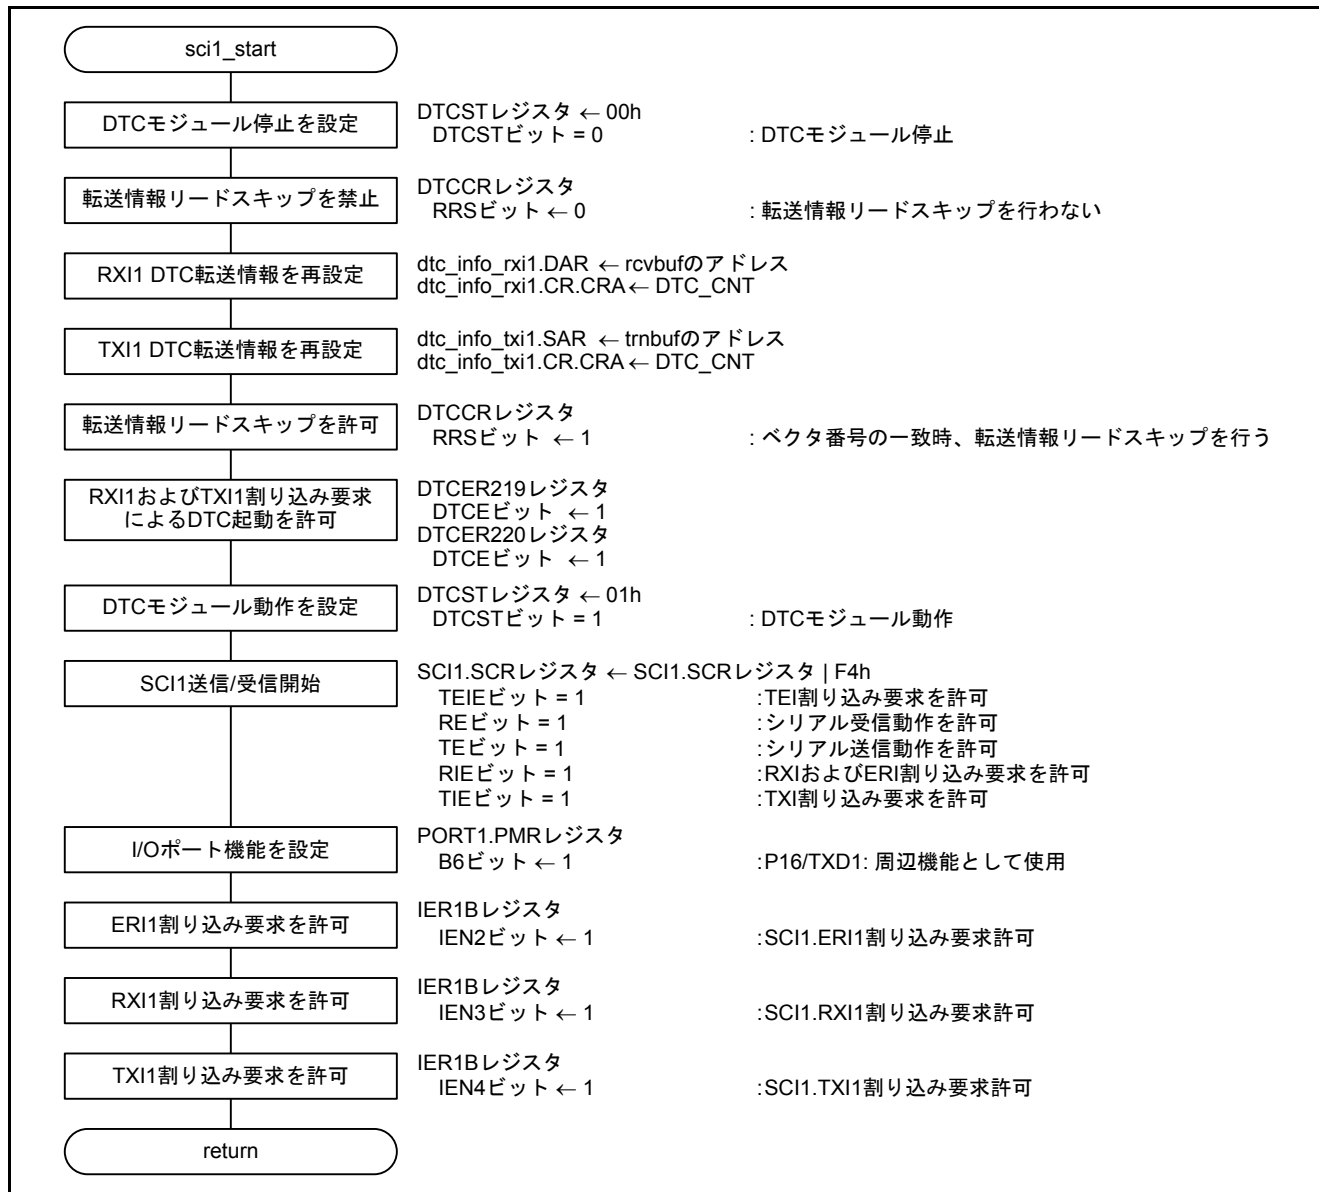 sci1_start
DTCモジュール停止を設定
DTCSTレジスタ ← 00h
DTCSTビット = 0 : DTCモジュール停止
転送情報リードスキップを禁止
DTCCRレジスタ
RRSビット ← 0 : 転送情報リードスキップを行わない
RXI1 DTC転送情報を再設定
dtc_info_rxi1.DAR ← rcvbufのアドレス
dtc_info_rxi1.CR.CRA ← DTC_CNT
TXI1 DTC転送情報を再設定
dtc_info_txi1.SAR ← trnbufのアドレス
dtc_info_txi1.CR.CRA ← DTC_CNT
転送情報リードスキップを許可
DTCCRレジスタ
RRSビット ← 1 : ベクタ番号の一致時、転送情報リードスキップを行う
RXI1およびTXI1割り込み要求
によるDTC起動を許可
DTCER219レジスタ
DTCEビット ← 1
DTCER220レジスタ
DTCEビット ← 1
DTCモジュール動作を設定
DTCSTレジスタ ← 01h
DTCSTビット = 1 : DTCモジュール動作
SCI1送信/受信開始
SCI1.SCRレジスタ ← SCI1.SCRレジスタ | F4h
TEIEビット = 1 :TEI割り込み要求を許可
REビット = 1 :シリアル受信動作を許可
TEビット = 1 :シリアル送信動作を許可
RIEビット = 1 :RXIおよびERI割り込み要求を許可
TIEビット = 1 :TXI割り込み要求を許可
I/Oポート機能を設定
PORT1.PMRレジスタ
B6ビット ← 1 :P16/TXD1: 周辺機能として使用
ERI1割り込み要求を許可
IER1Bレジスタ
IEN2ビット ← 1 :SCI1.ERI1割り込み要求許可
RXI1割り込み要求を許可
IER1Bレジスタ
IEN3ビット ← 1 :SCI1.RXI1割り込み要求許可
TXI1割り込み要求を許可
IER1Bレジスタ
IEN4ビット ← 1 :SCI1.TXI1割り込み要求許可
return